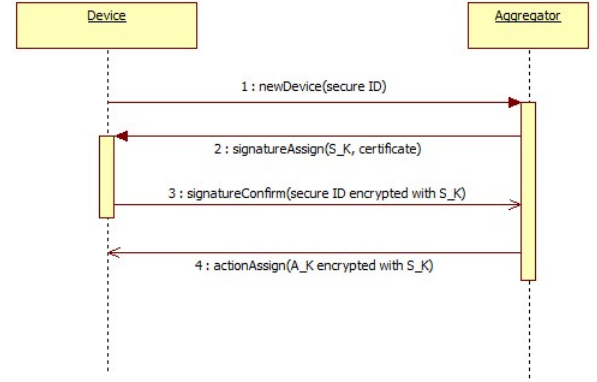 Device
Aggregator
1 : newDevice(secure ID)
2 : signatureAssign(S_K, certificate)
3 : signatureConfirm(secure ID encrypted with S_K)
4 : actionAssign(A_K encrypted with S_K)